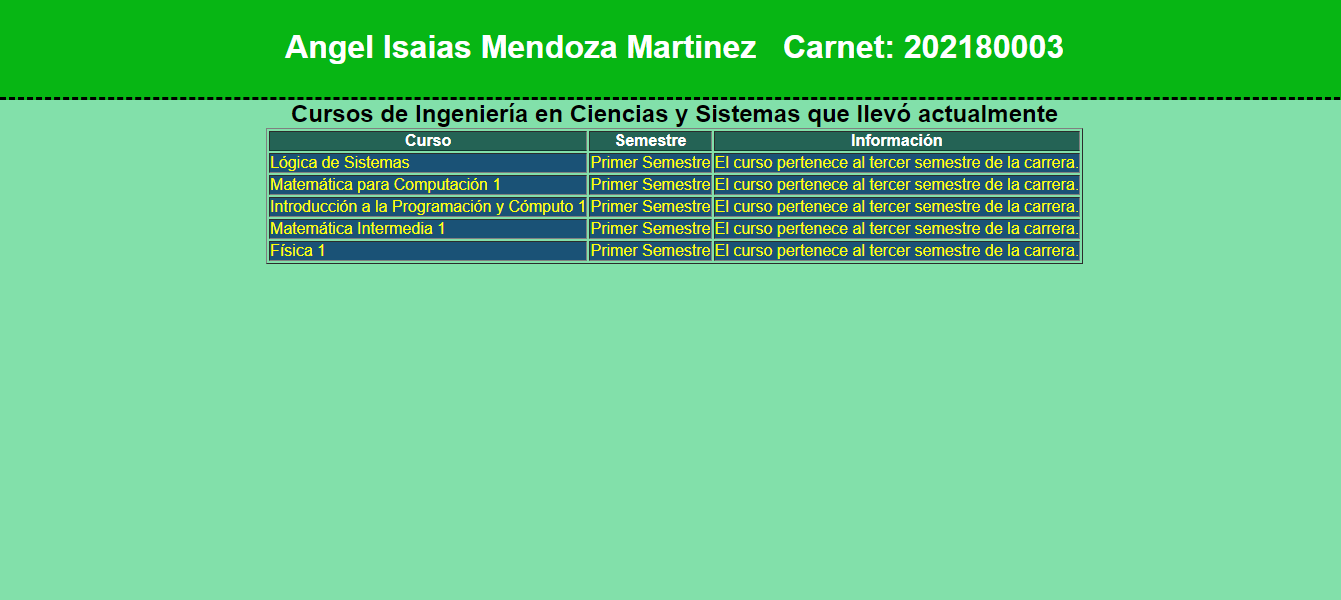 Angel Isaias Mendoza Martinez Carnet: 202180003
Cursos de Ingeniería en Ciencias y Sistemas que llevó actualmente
Curso Semestre Información
Lógica de Sistemas Primer Semestre El curso pertenece al tercer semestre de la carrera.
Matemática para Computación 1 Primer Semestre El curso pertenece al tercer semestre de la carrera.
Introducción a la Programación y Cómputo 1 Primer Semestre El curso pertenece al tercer semestre de la carrera.
Matemática Intermedia 1 Primer Semestre El curso pertenece al tercer semestre de la carrera.
Física 1 Primer Semestre El curso pertenece al tercer semestre de la carrera.